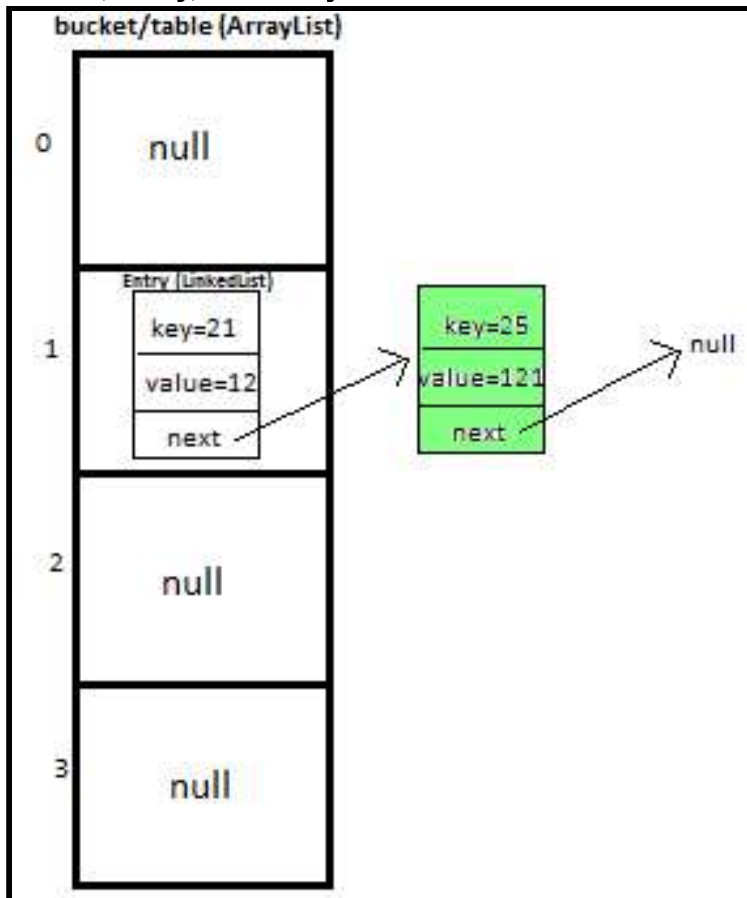 bucket/table (ArrayList)
0
null
Entry (LinkedList)
1
key=21
value=12
next
key=25
value=121
next
null
2
null
3
null